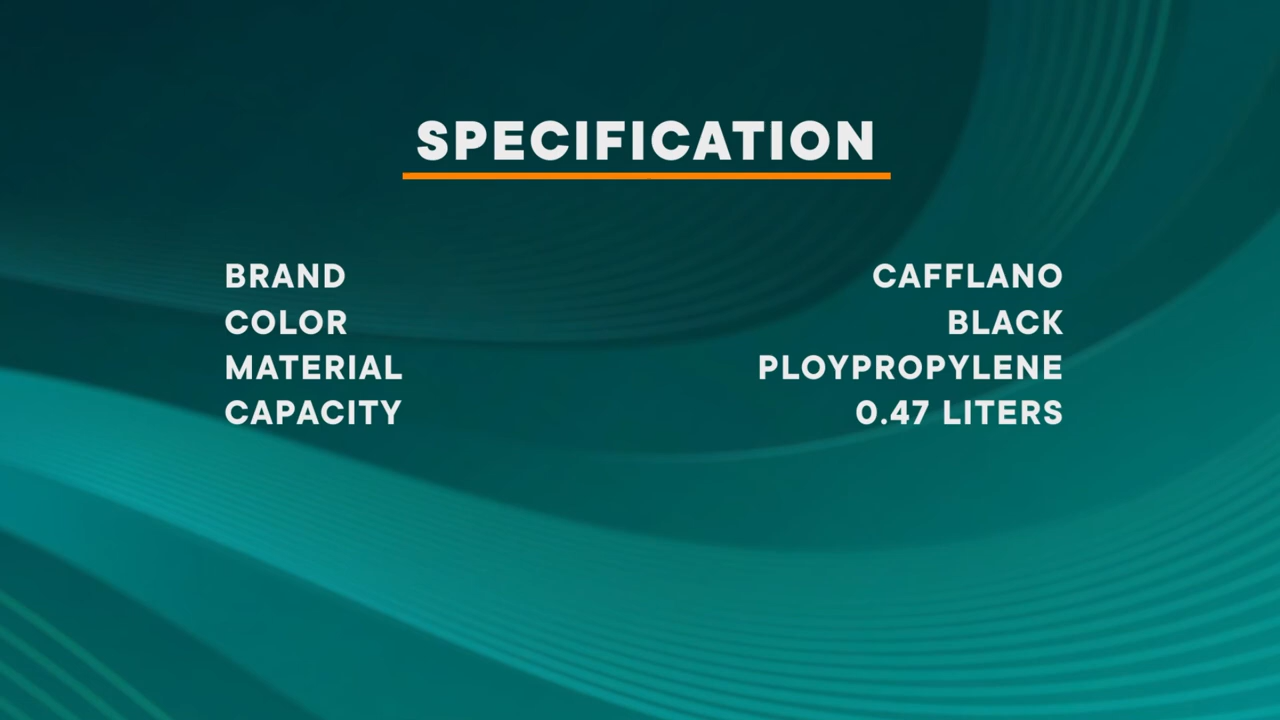 SPECIFICATION
BRAND CAFFLANO
COLOR BLACK
MATERIAL PLOYPROPYLENE
CAPACITY 0.47 LITERS